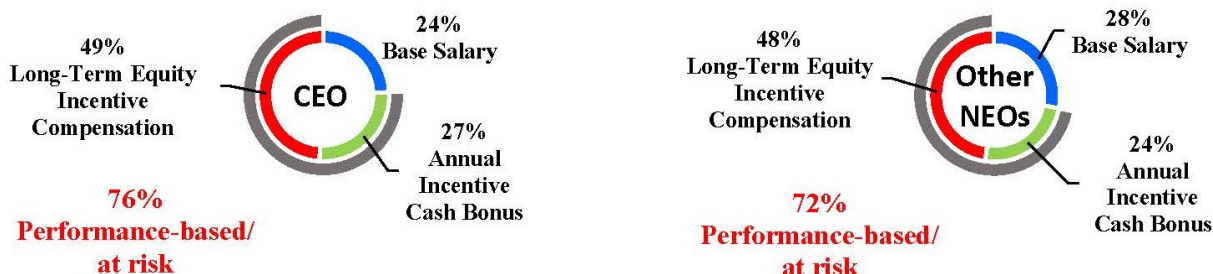 49%
Long-Term Equity
Incentive
Compensation
CEO
24%
Base Salary
27%
Annual
Incentive
Cash Bonus
76%
Performance-based/
at risk
48%
Long-Term Equity
Incentive
Compensation
Other
NEOs
28%
Base Salary
24%
Annual
Incentive
Cash Bonus
72%
Performance-based/
at risk